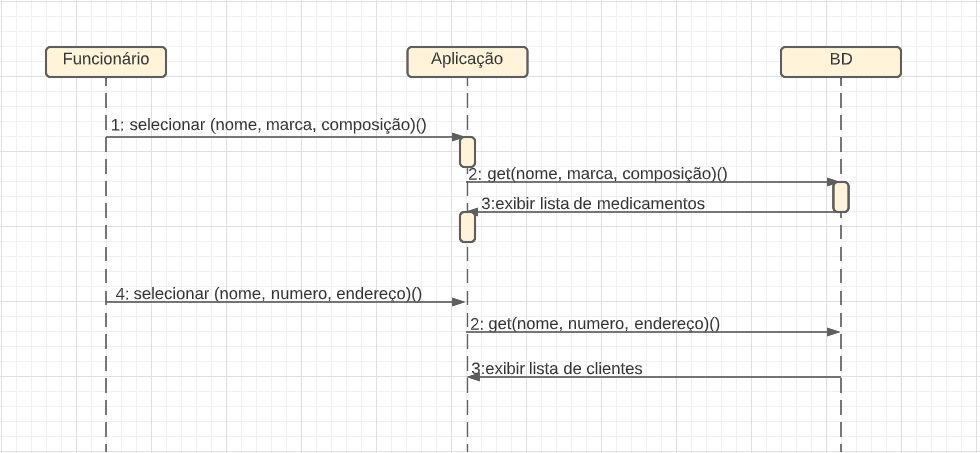 Funcionário
Aplicação
BD
1: selecionar (nome, marca, composição)()
2: get(nome, marca, composição)()
3:exibir lista de medicamentos
4: selecionar (nome, numero, endereço)()
2: get(nome, numero, endereço)()
3:exibir lista de clientes